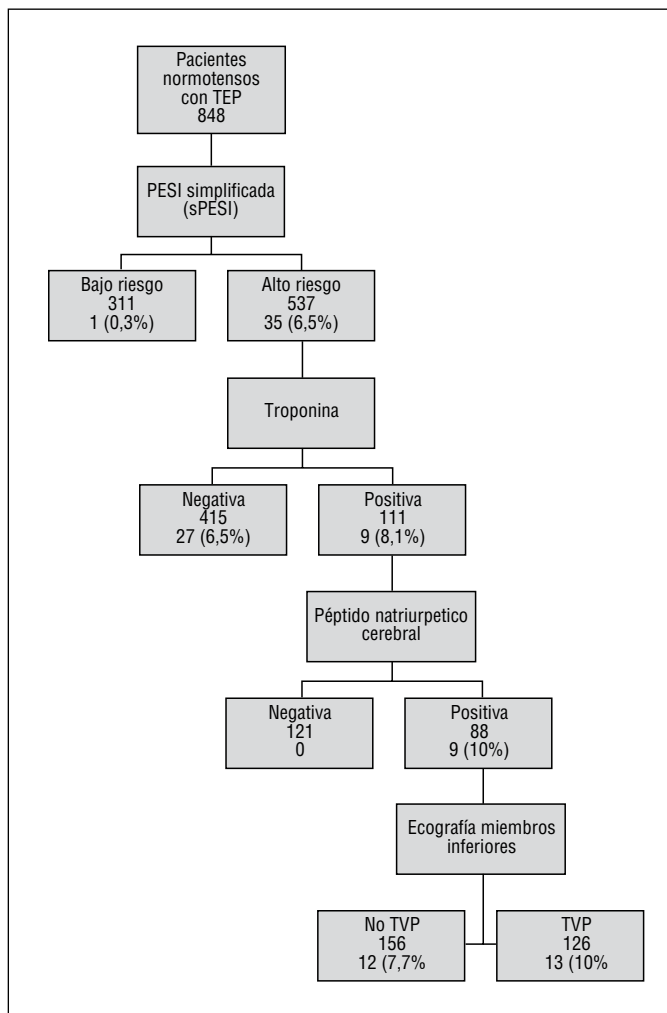 Pacientes
normotensos
con TEP
848
PESI simplificada
(sPESI)
Bajo riesgo
311
1 (0,3%)
Alto riesgo
537
35 (6,5%)
Troponina
Negativa
415
27 (6,5%)
Positiva
111
9 (8,1%)
Péptido natriurpetico
cerebral
Negativa
121
0
Positiva
88
9 (10%)
Ecografía miembros
inferiores
No TVP
156
12 (7,7%
TVP
126
13 (10%